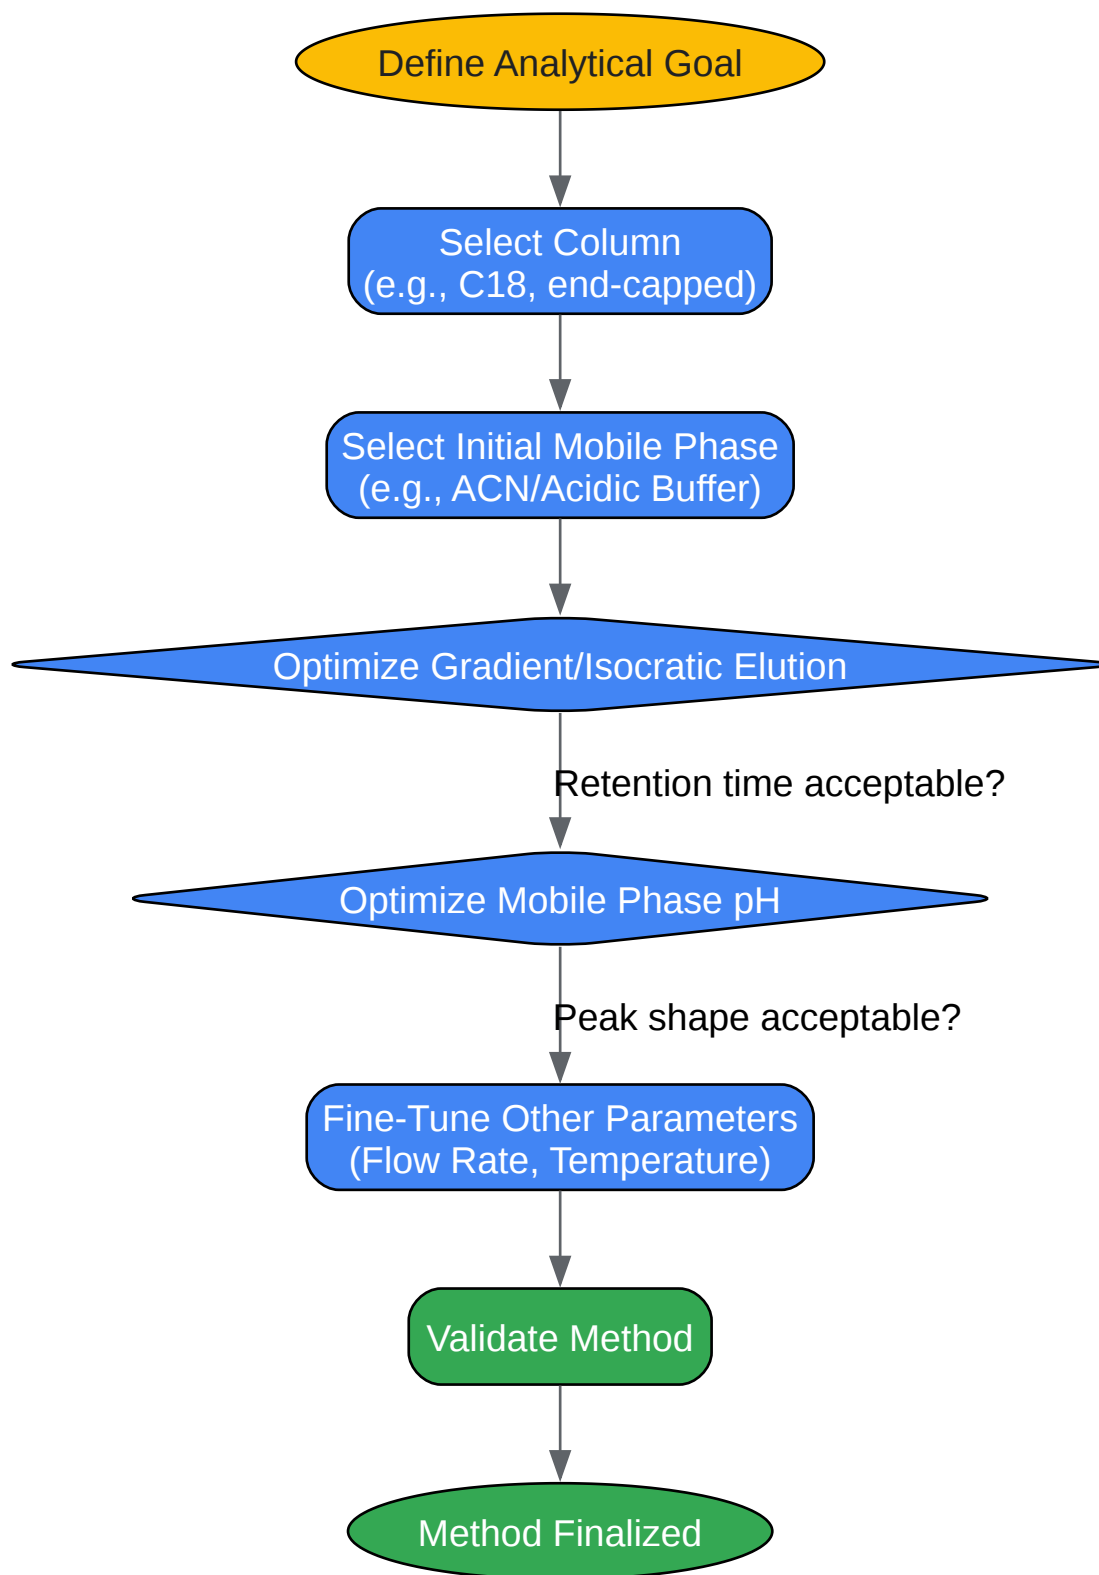 Define Analytical Goal
Select Column
(e.g., C18, end-capped)
Select Initial Mobile Phase
(e.g., ACN/Acidic Buffer)
Optimize Gradient/Isocratic Elution
Retention time acceptable?
Optimize Mobile Phase pH
Peak shape acceptable?
Fine-Tune Other Parameters
(Flow Rate, Temperature)
Validate Method
Method Finalized